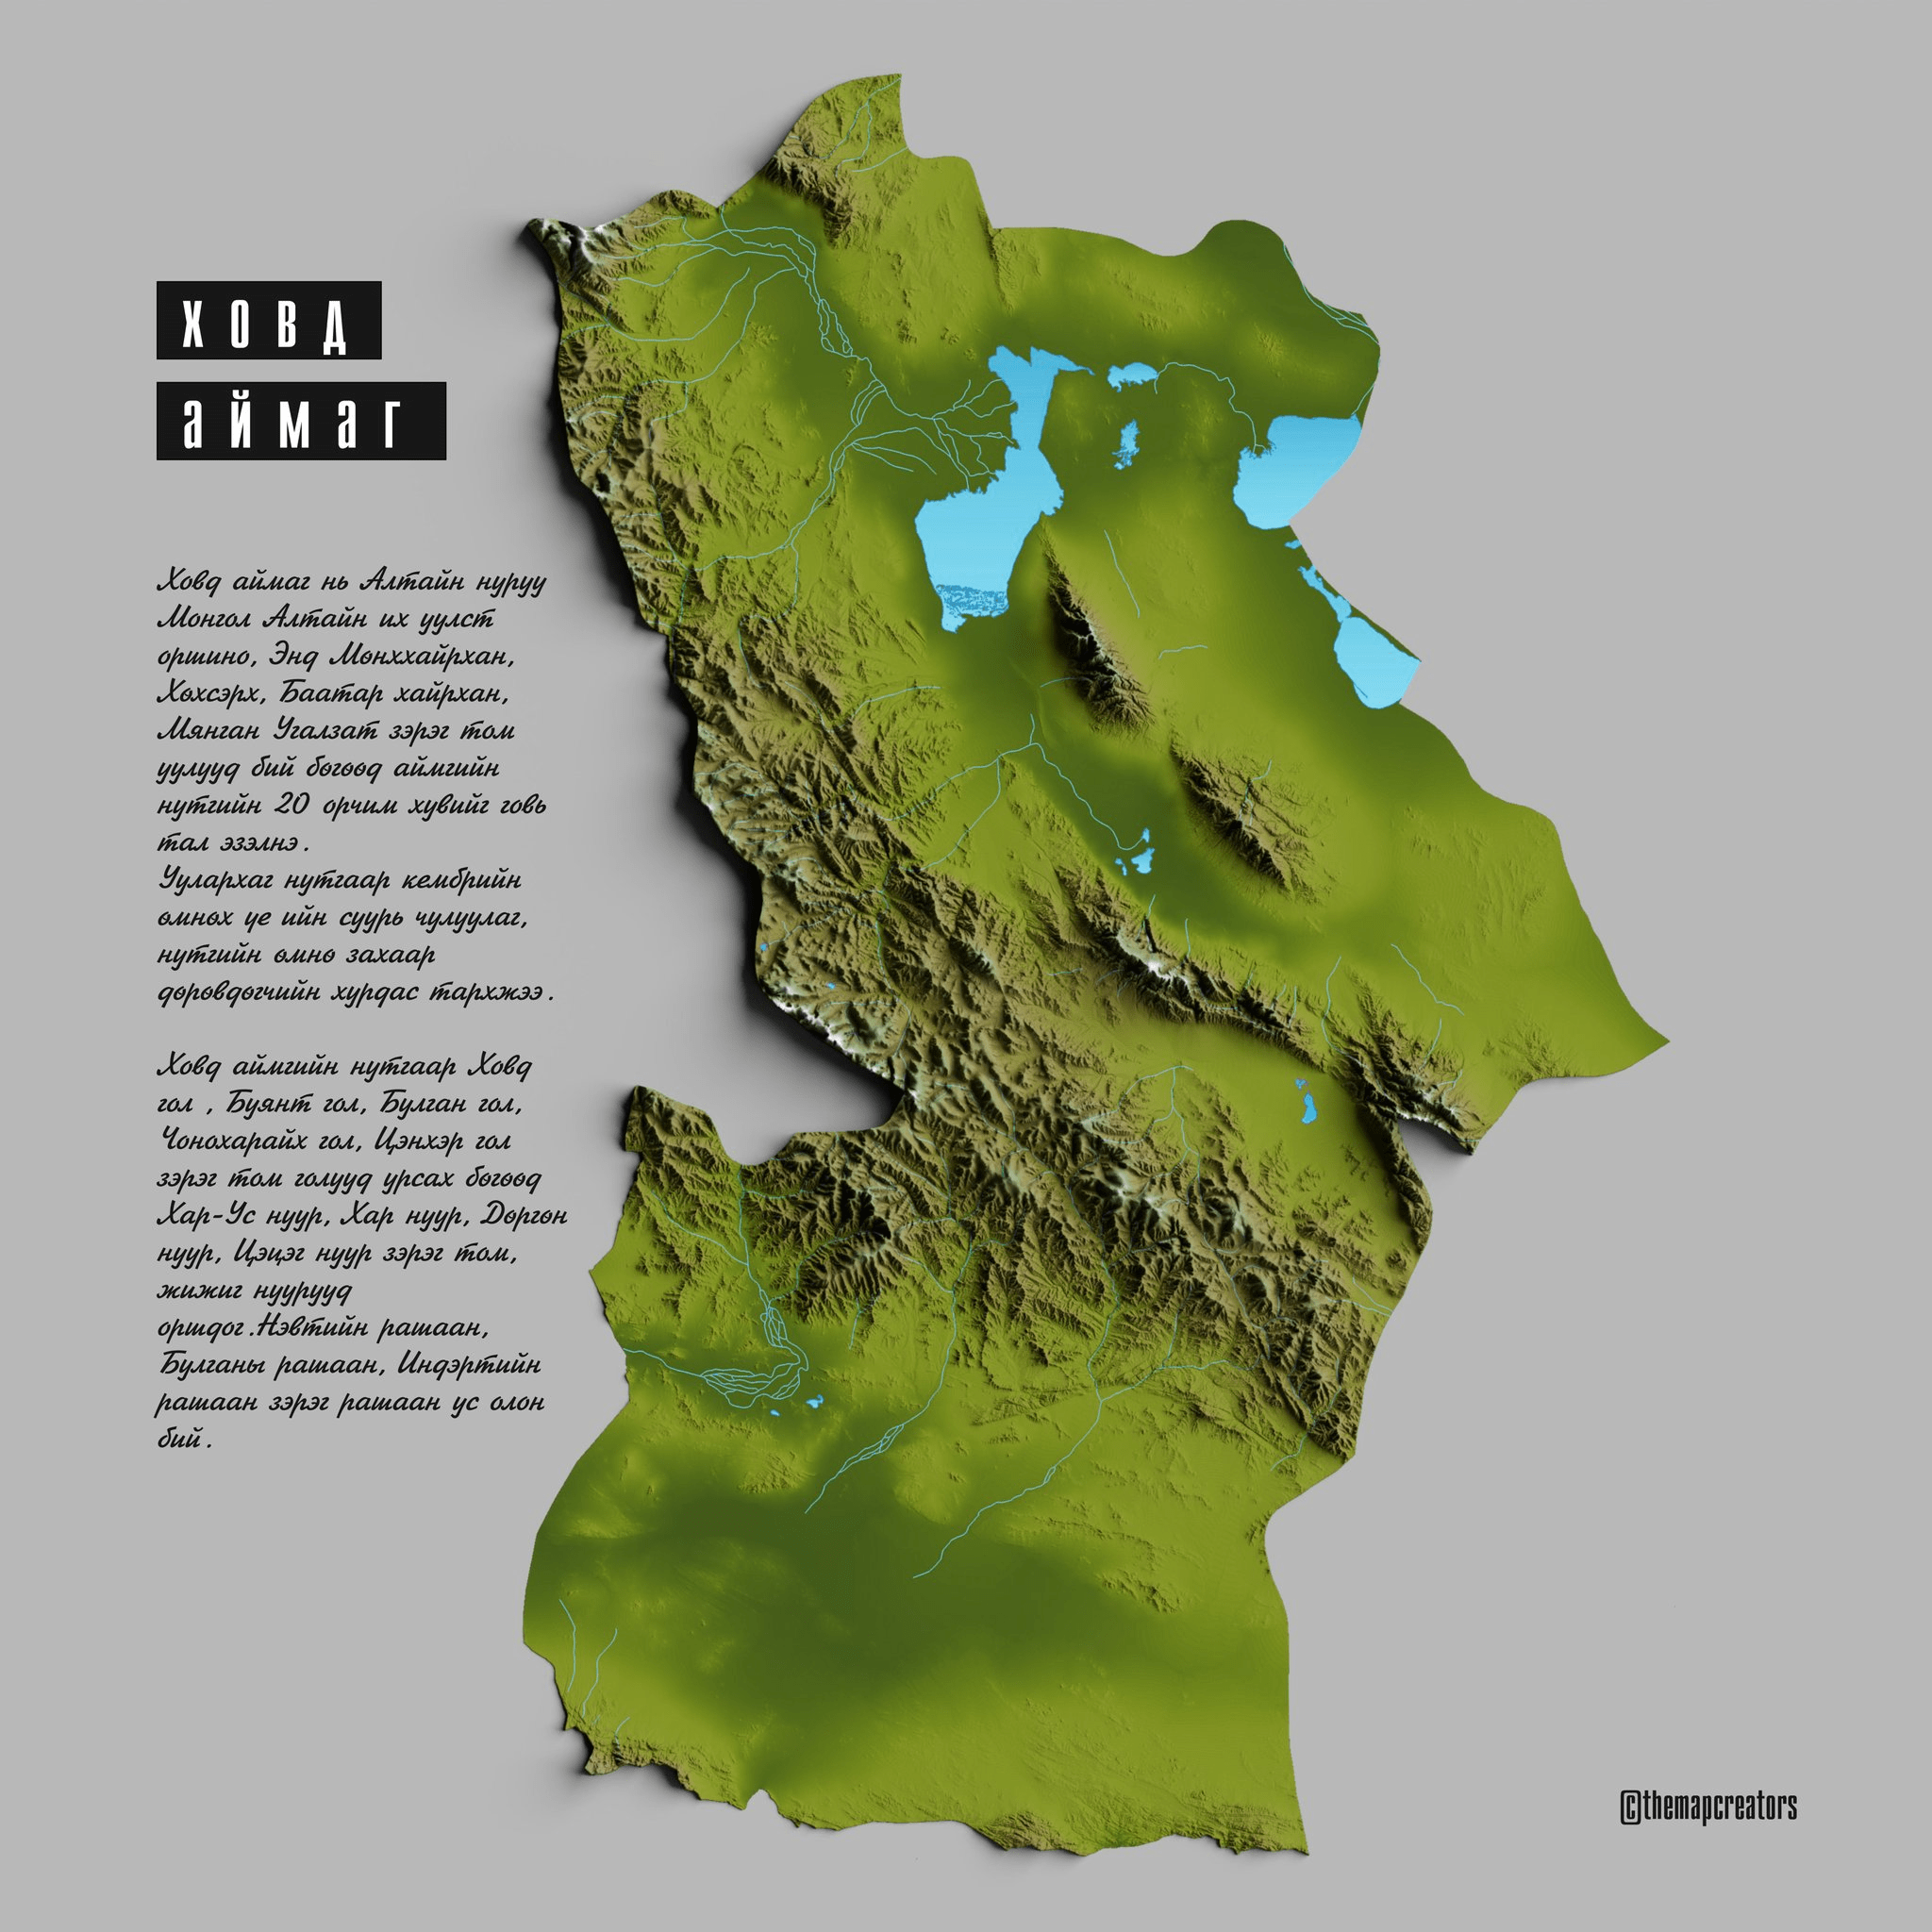 ховд
аймаг
Ховд аймаг нь Алтайн нуруу
Монгол Алтайн их уулст
оршино, Энд Мөнххайрхан,
Хөхсэрх, Баатар хайрхан,
Мянган Угалзат зэрэг том
уулууд бий бөгөөд аймгийн
нутгийн 20 орчим хувийг говь
тал эзэлнэ.
Уулархаг нутгаар кембрийн
өмнөх үе ийн суурь чулуулаг,
нутгийн өмнө захаар
дөрөвдөгчийн хурдас тархжээ.
Ховд аймгийн нутгаар Ховд
гол , Буянт гол, Булган гол,
Чонохарайх гол, Цэнхэр гол
зэрэг том голууд урсах бөгөөд
Хар-Ус нуур, Хар нуур, Дөргөн
нуур, Цэцэг нуур зэрэг том,
жижиг нуурууд
оршдог.Нэвтийн рашаан,
Булганы рашаан, Индэртийн
рашаан зэрэг рашаан ус олон
бий.
©themapcreators